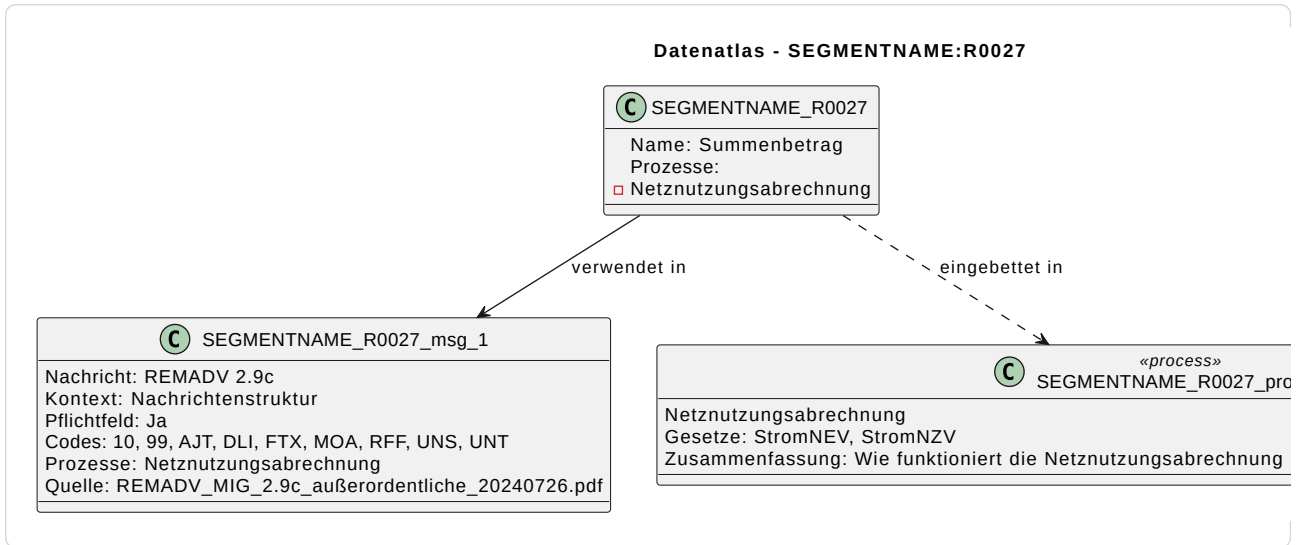 Datenatlas - SEGMENTNAME:R0027
C SEGMENTNAME_R0027
Name: Summenbetrag
Prozesse:
Netznutzungsabrechnung
verwendet in
eingebettet in
C SEGMENTNAME_R0027_msg_1
Nachricht: REMADV 2.9c
Kontext: Nachrichtenstruktur
Pflichtfeld: Ja
Codes: 10, 99, AJT, DLI, FTX, MOA, RFF, UNS, UNT
Prozesse: Netznutzungsabrechnung
Quelle: REMADV_MIG_2.9c_außerordentliche_20240726.pdf
«process»
C SEGMENTNAME_R0027_pro
Netznutzungsabrechnung
Gesetze: StromNEV, StromNZV
Zusammenfassung: Wie funktioniert die Netznutzungsabrechnung